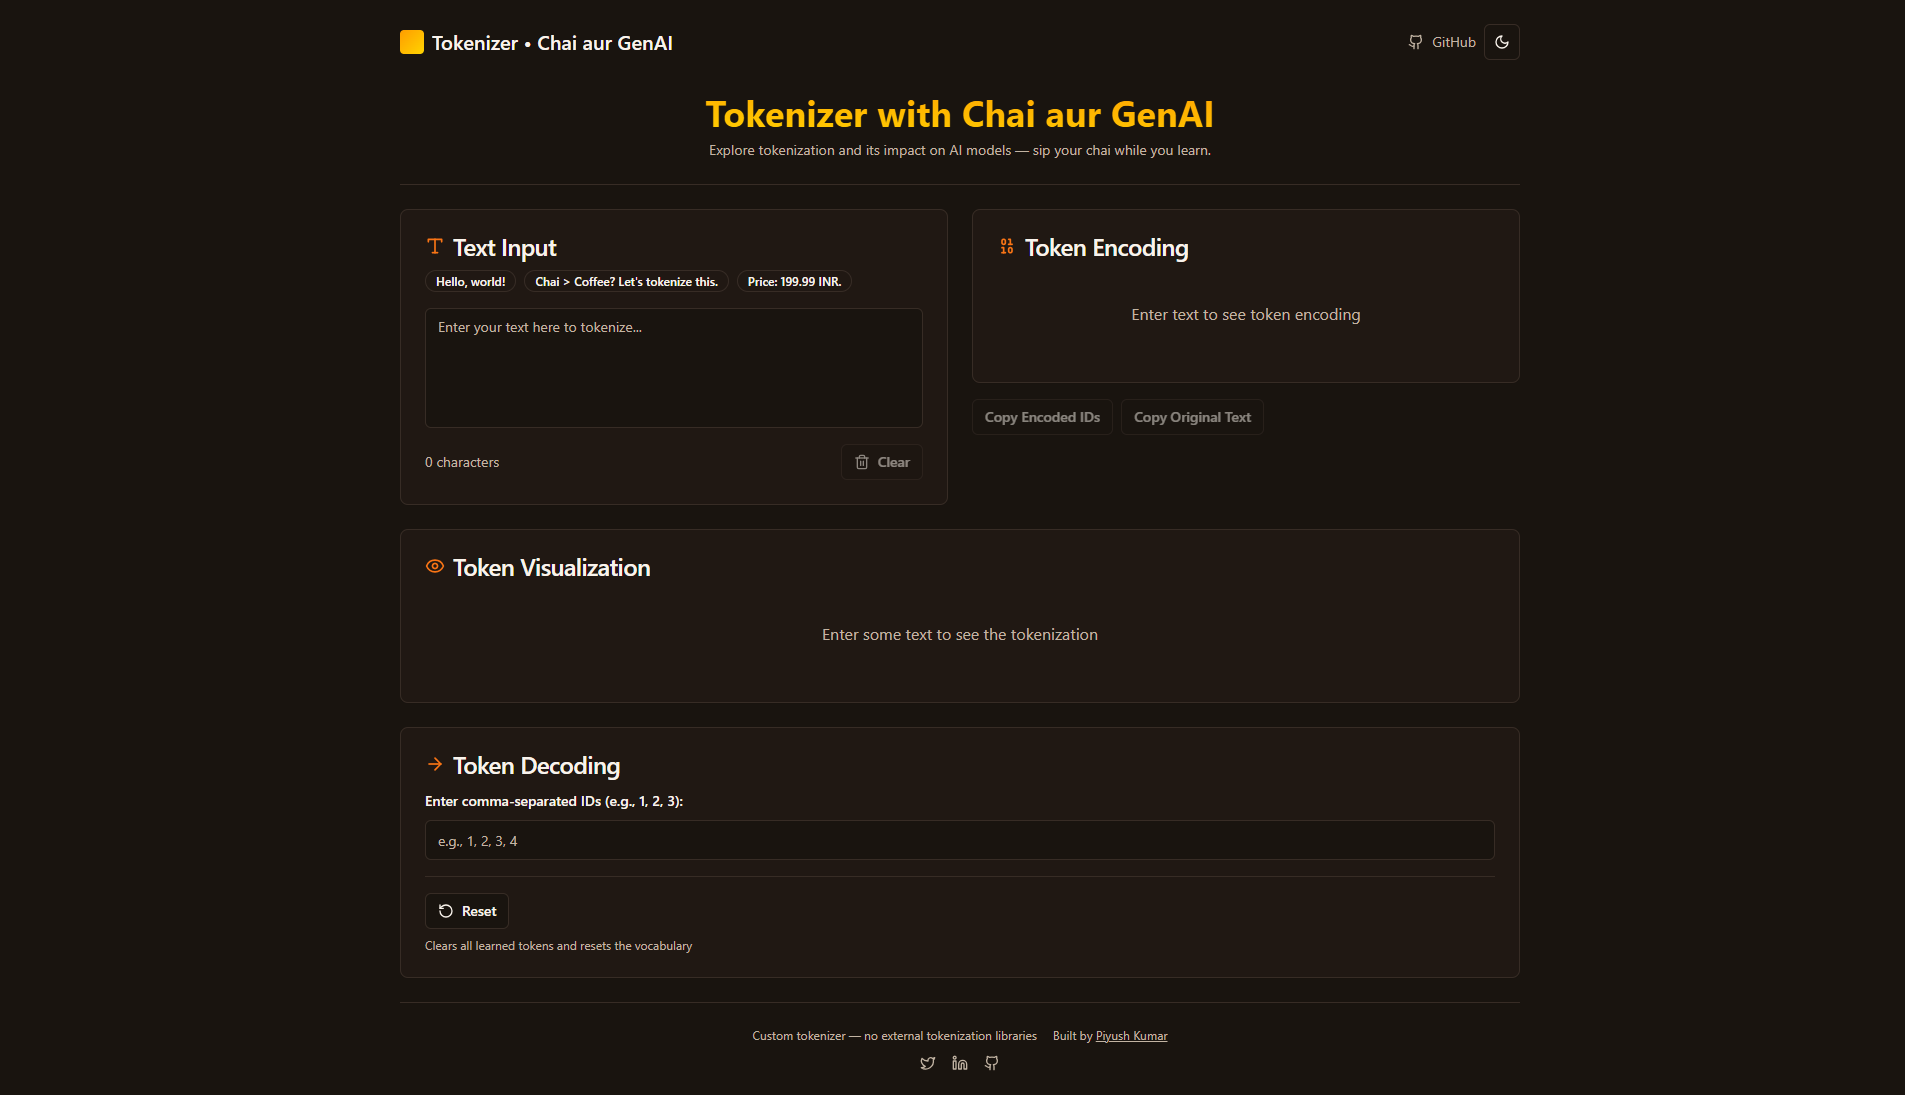 Tokenizer • Chai aur GenAI
GitHub
Tokenizer with Chai aur GenAI
Explore tokenization and its impact on AI models — sip your chai while you learn.
Text Input
Hello, world!
Chai > Coffee? Let's tokenize this.
Price: 199.99 INR.
Enter your text here to tokenize...
0 characters
Clear
01
10
Token Encoding
Enter text to see token encoding
Copy Encoded IDs
Copy Original Text
Token Visualization
Enter some text to see the tokenization
Token Decoding
Enter comma-separated IDs (e.g., 1, 2, 3):
e.g., 1, 2, 3, 4
Reset
Clears all learned tokens and resets the vocabulary
Custom tokenizer — no external tokenization libraries
Built by Piyush Kumar